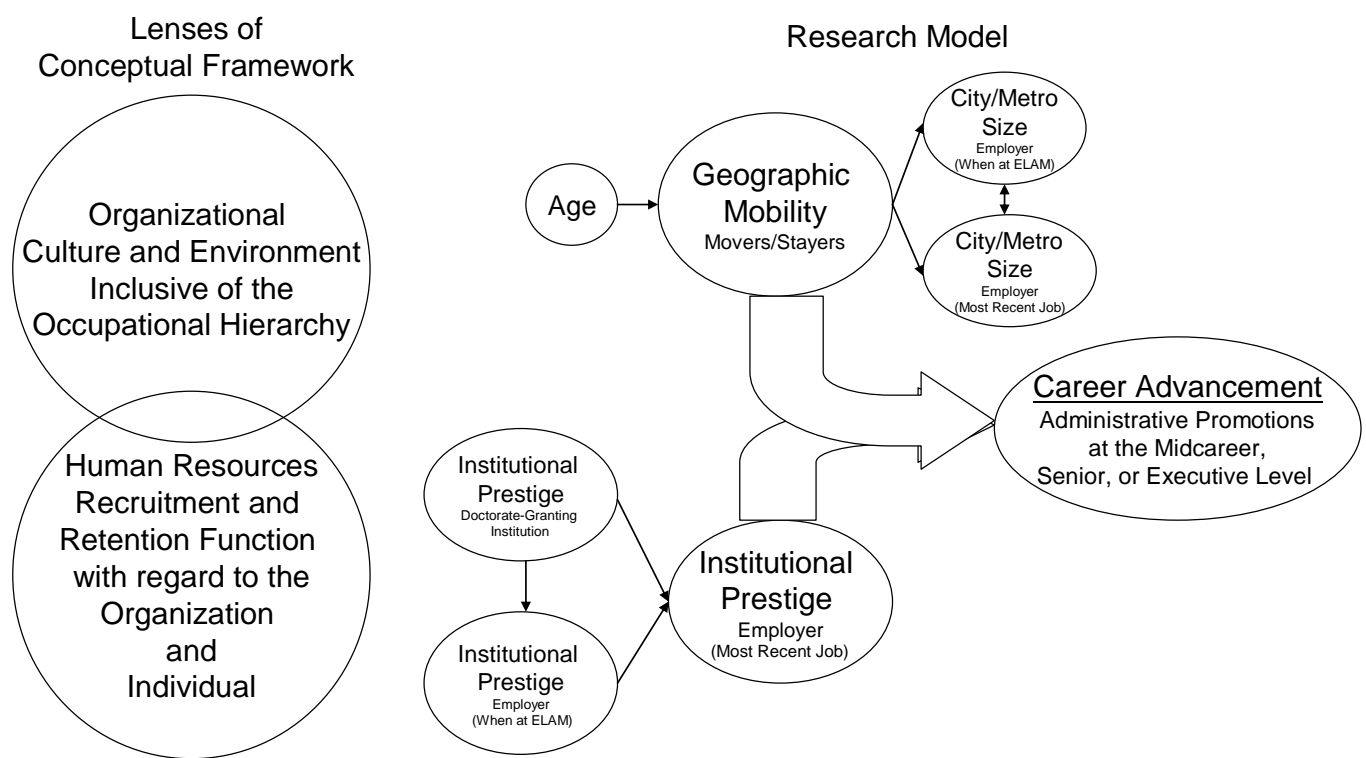 Lenses of
Conceptual Framework
Organizational
Culture and Environment
Inclusive of the
Occupational Hierarchy
Human Resources
Recruitment and
Retention Function
with regard to the
Organization
and
Individual
Research Model
Age
Geographic
Mobility
Movers/Stayers
City/Metro
Size
Employer
(When at ELAM)
City/Metro
Size
Employer
(Most Recent Job)
Career Advancement
Administrative Promotions
at the Midcareer,
Senior, or Executive Level
Institutional
Prestige
Doctorate-Granting
Institution
Institutional
Prestige
Employer
(When at ELAM)
Institutional
Prestige
Employer
(Most Recent Job)